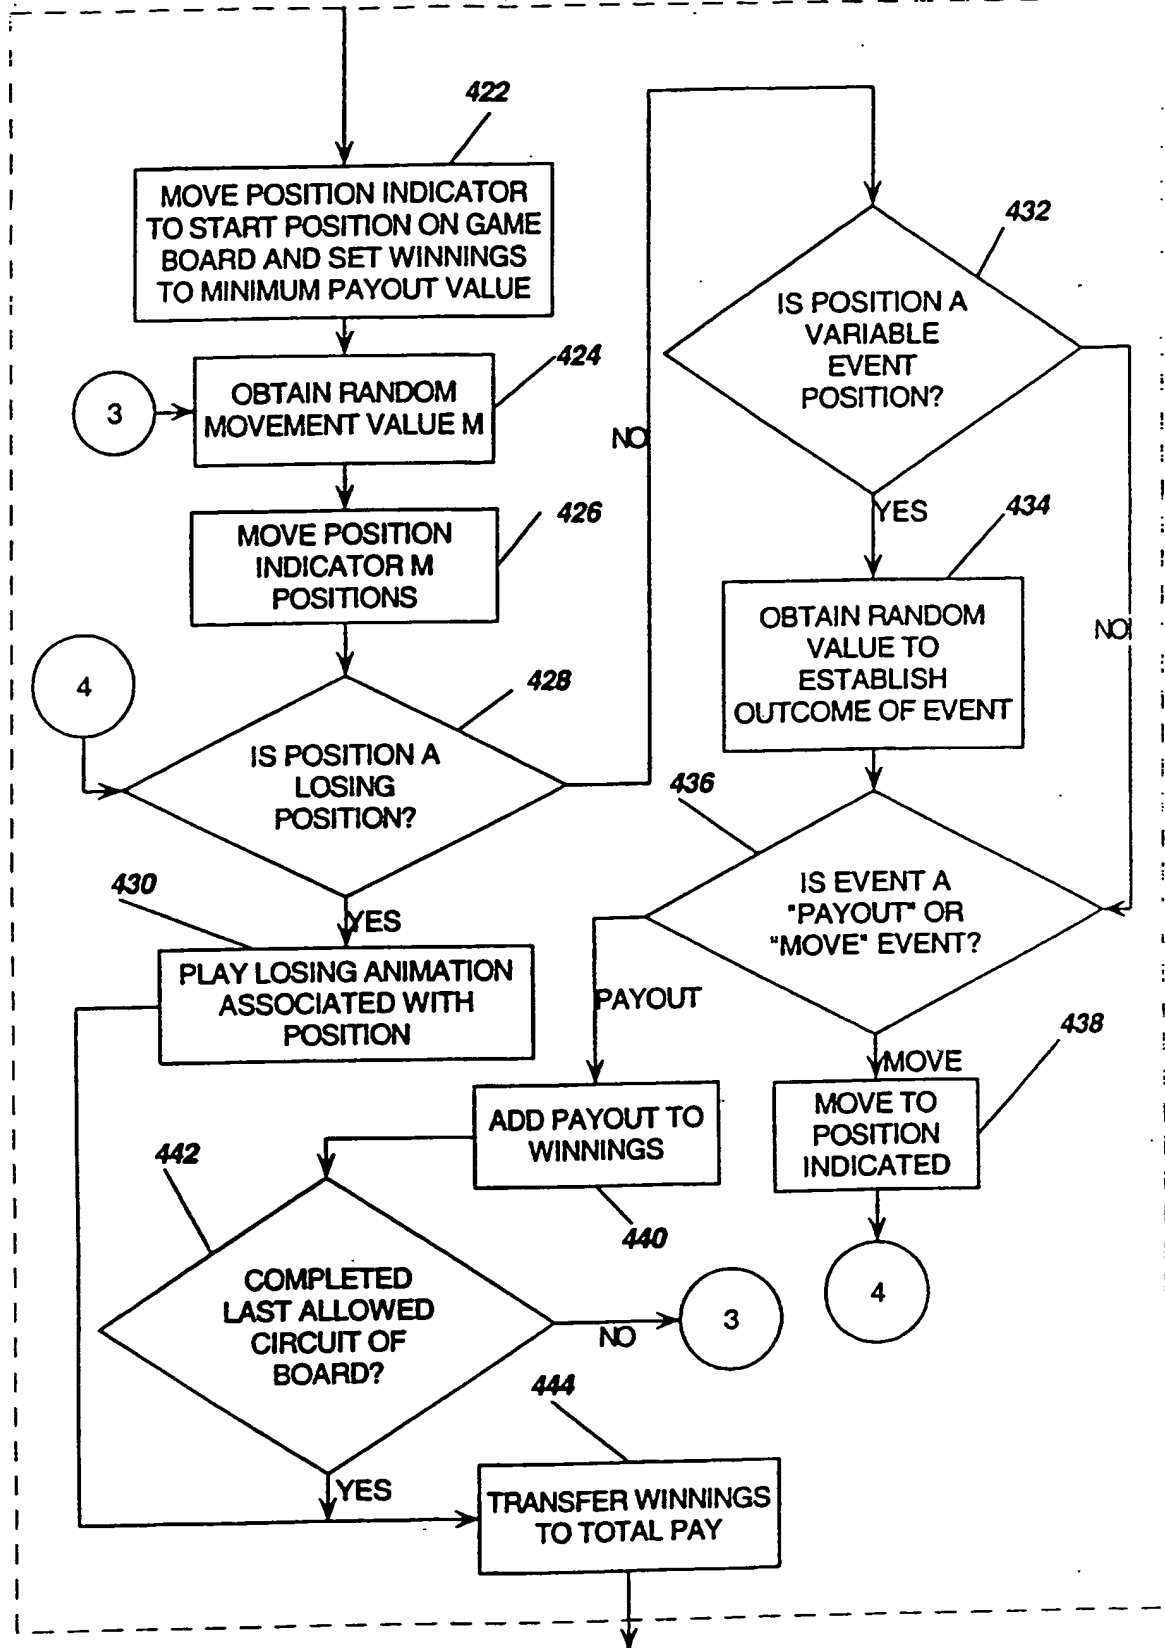 422
MOVE POSITION INDICATOR
TO START POSITION ON GAME
BOARD AND SET WINNINGS
TO MINIMUM PAYOUT VALUE
424
3
OBTAIN RANDOM
MOVEMENT VALUE M
426
MOVE POSITION
INDICATOR M
POSITIONS
4
428
IS POSITION A
LOSING
POSITION?
NO
430
YES
PLAY LOSING ANIMATION
ASSOCIATED WITH
POSITION
432
IS POSITION A
VARIABLE
EVENT
POSITION?
YES
NO
434
OBTAIN RANDOM
VALUE TO
ESTABLISH
OUTCOME OF EVENT
436
IS EVENT A
"PAYOUT" OR
"MOVE" EVENT?
PAYOUT
MOVE
438
MOVE TO
POSITION
INDICATED
4
ADD PAYOUT TO
WINNINGS
440
442
COMPLETED
LAST ALLOWED
CIRCUIT OF
BOARD?
NO
3
YES
444
TRANSFER WINNINGS
TO TOTAL PAY